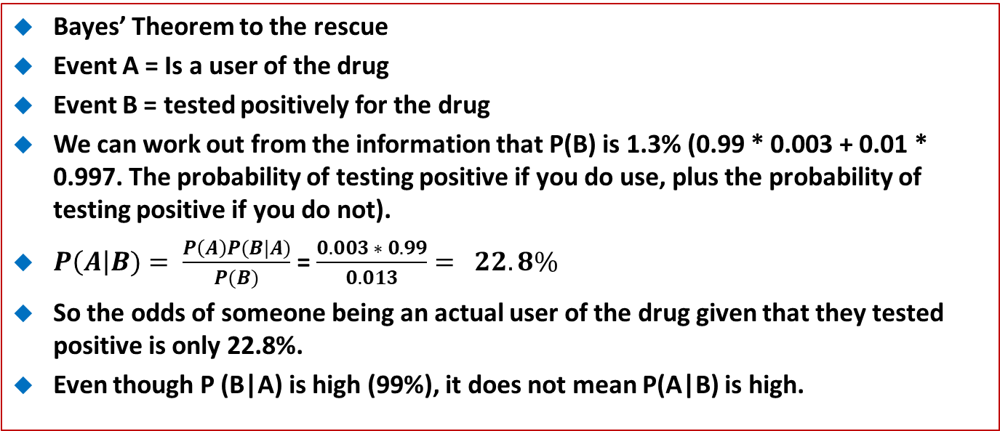 Bayes’ Theorem to the rescue
Event A = Is a user of the drug
Event B = tested positively for the drug
We can work out from the information that P(B) is 1.3% (0.99 * 0.003 + 0.01 *
0.997. The probability of testing positive if you do use, plus the probability of
testing positive if you do not).
P(A|B) = P(A)P(B|A)/P(B) = 0.003 * 0.99/0.013 = 22.8%
So the odds of someone being an actual user of the drug given that they tested
positive is only 22.8%.
Even though P (B|A) is high (99%), it does not mean P(A|B) is high.